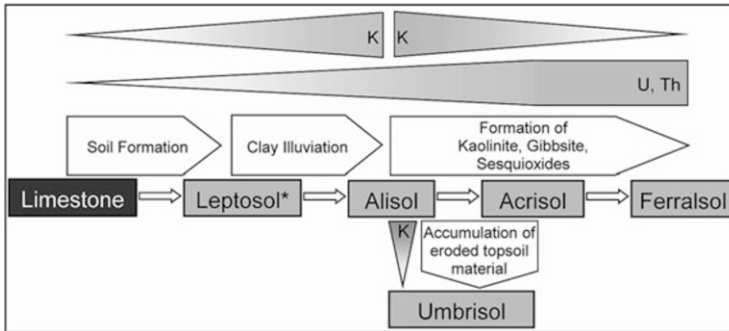 K K
U, Th
Soil Formation
Clay Illuviation
Formation of
Kaolinite, Gibbsite,
Sesquioxides
Limestone
Leptosol*
Alisol
Acrisol
Ferralsol
K
Accumulation of
eroded topsoil
material
Umbrisol